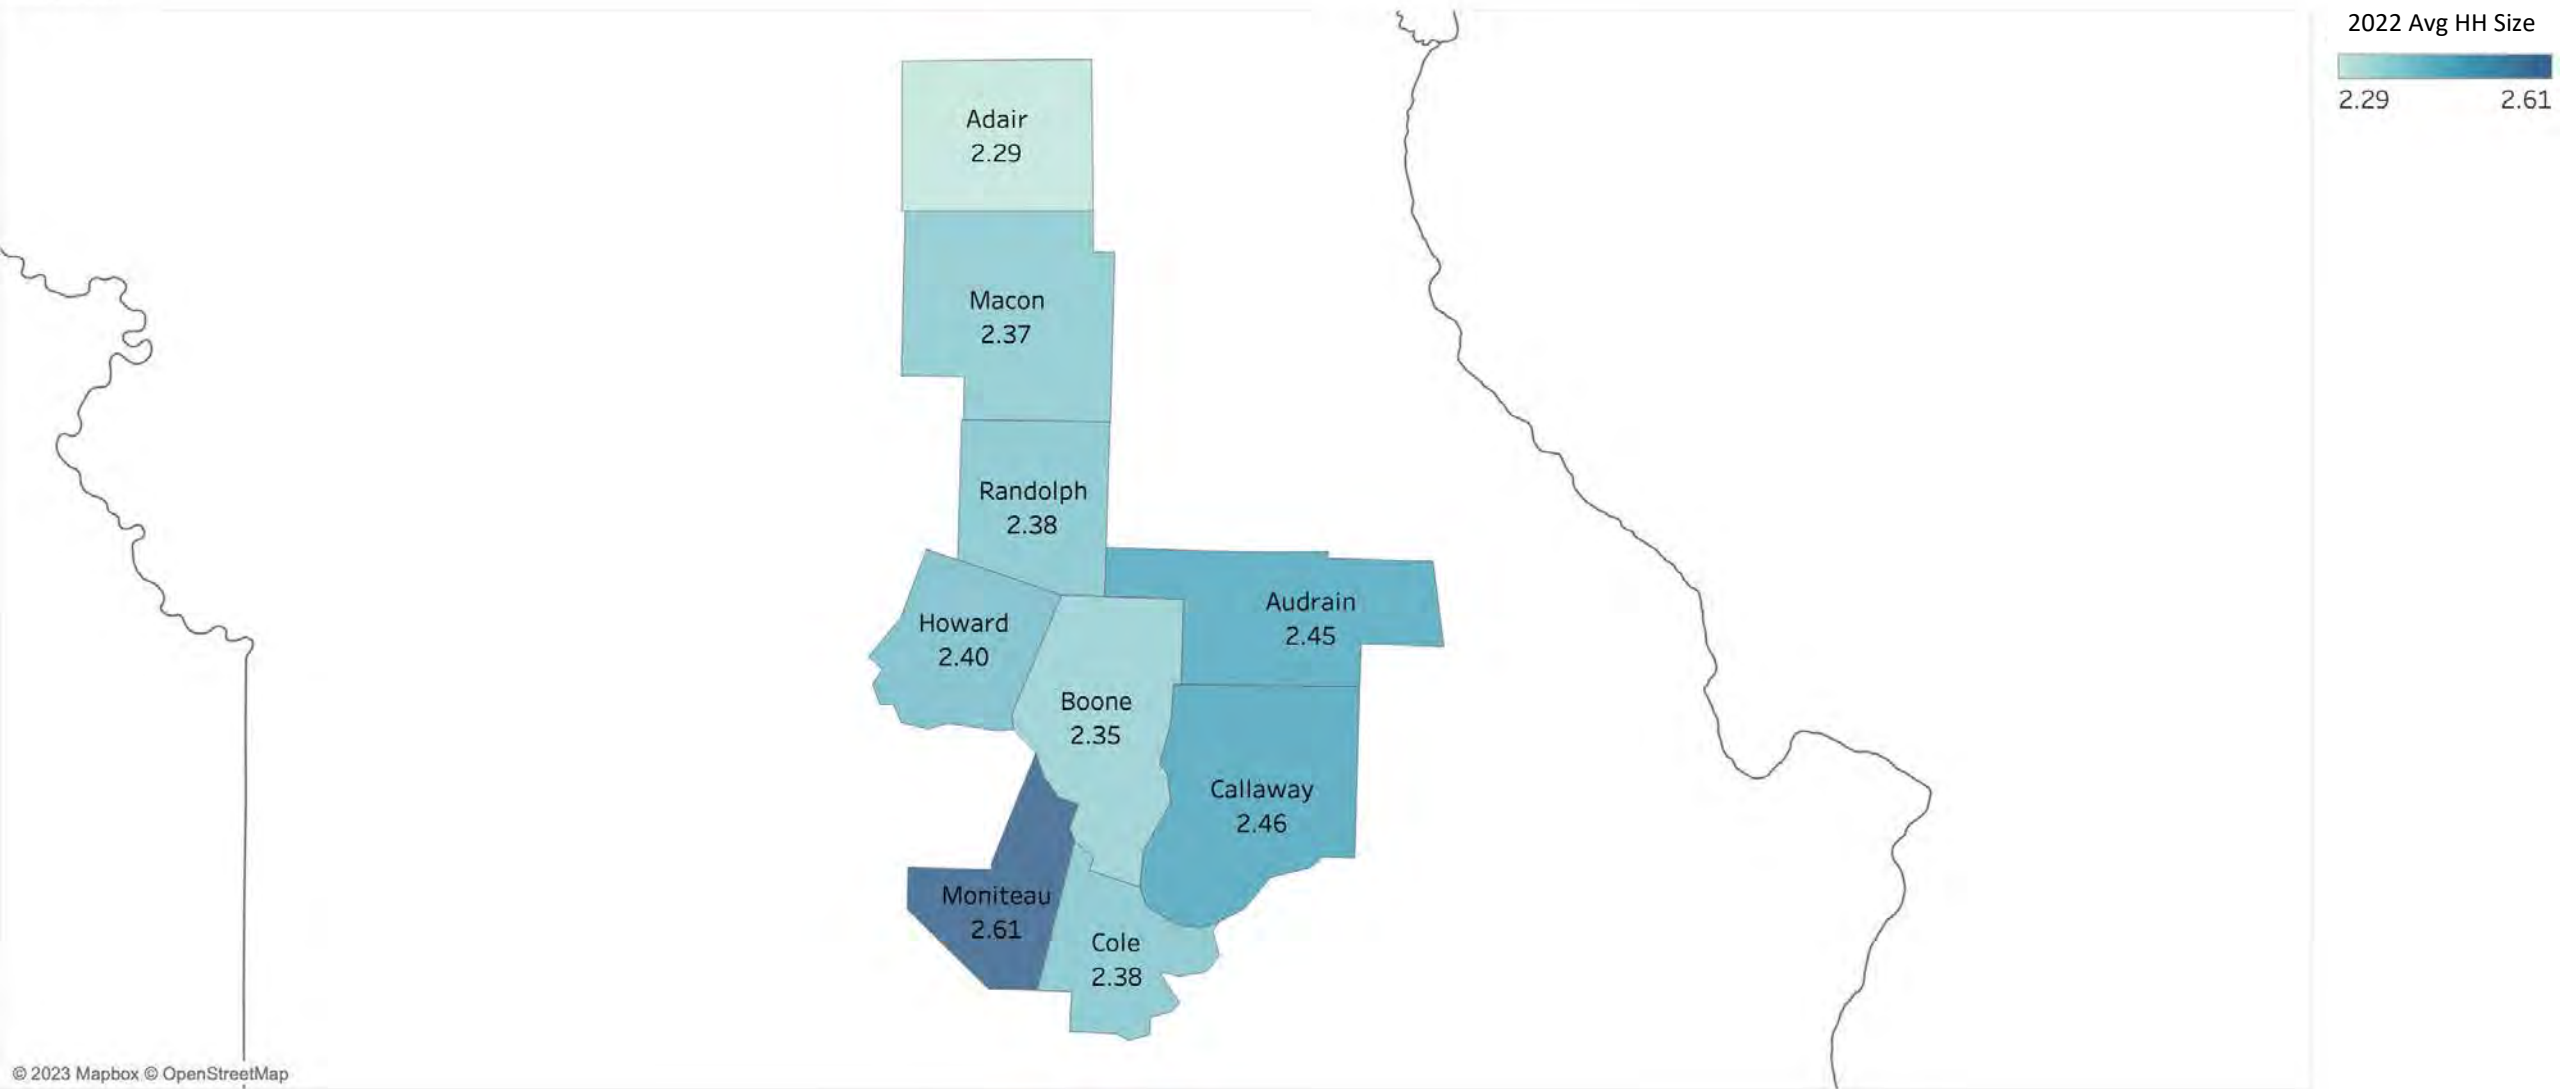 2022 Avg HH Size
2.29 2.61
Adair
2.29
Macon
2.37
Randolph
2.38
Howard
2.40
Audrain
2.45
Boone
2.35
Callaway
2.46
Moniteau
2.61
Cole
2.38
© 2023 Mapbox © OpenStreetMap